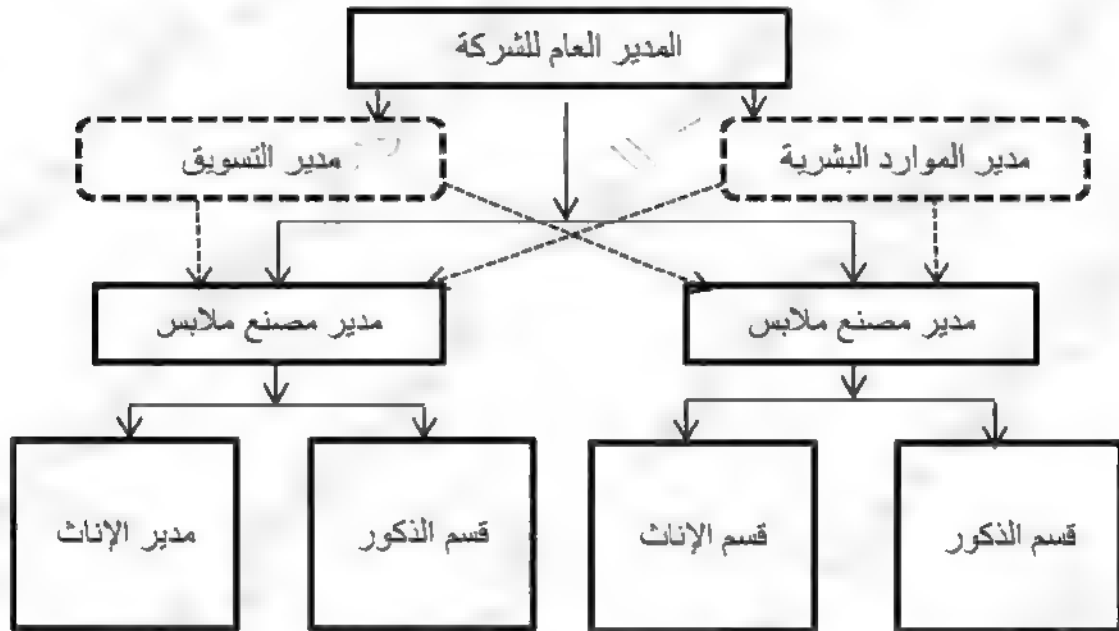 المدير العام للشركة
مدير الموارد البشرية
مدير التسويق
مدير مصنع ملابس
مدير مصنع ملابس
قسم الذكور
قسم الإناث
قسم الذكور
مدير الإناث